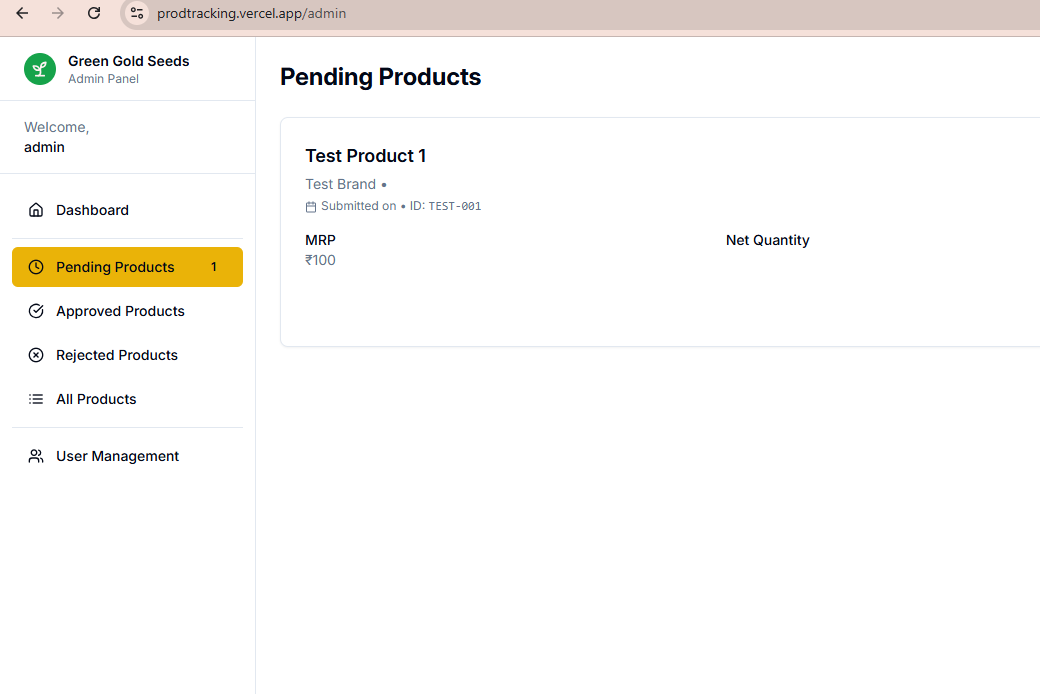 prodtracking.vercel.app/admin
Green Gold Seeds
Admin Panel
Welcome,
admin
Dashboard
Pending Products 1
Approved Products
Rejected Products
All Products
User Management
Pending Products
Test Product 1
Test Brand •
Submitted on • ID: TEST-001
MRP Net Quantity
₹100